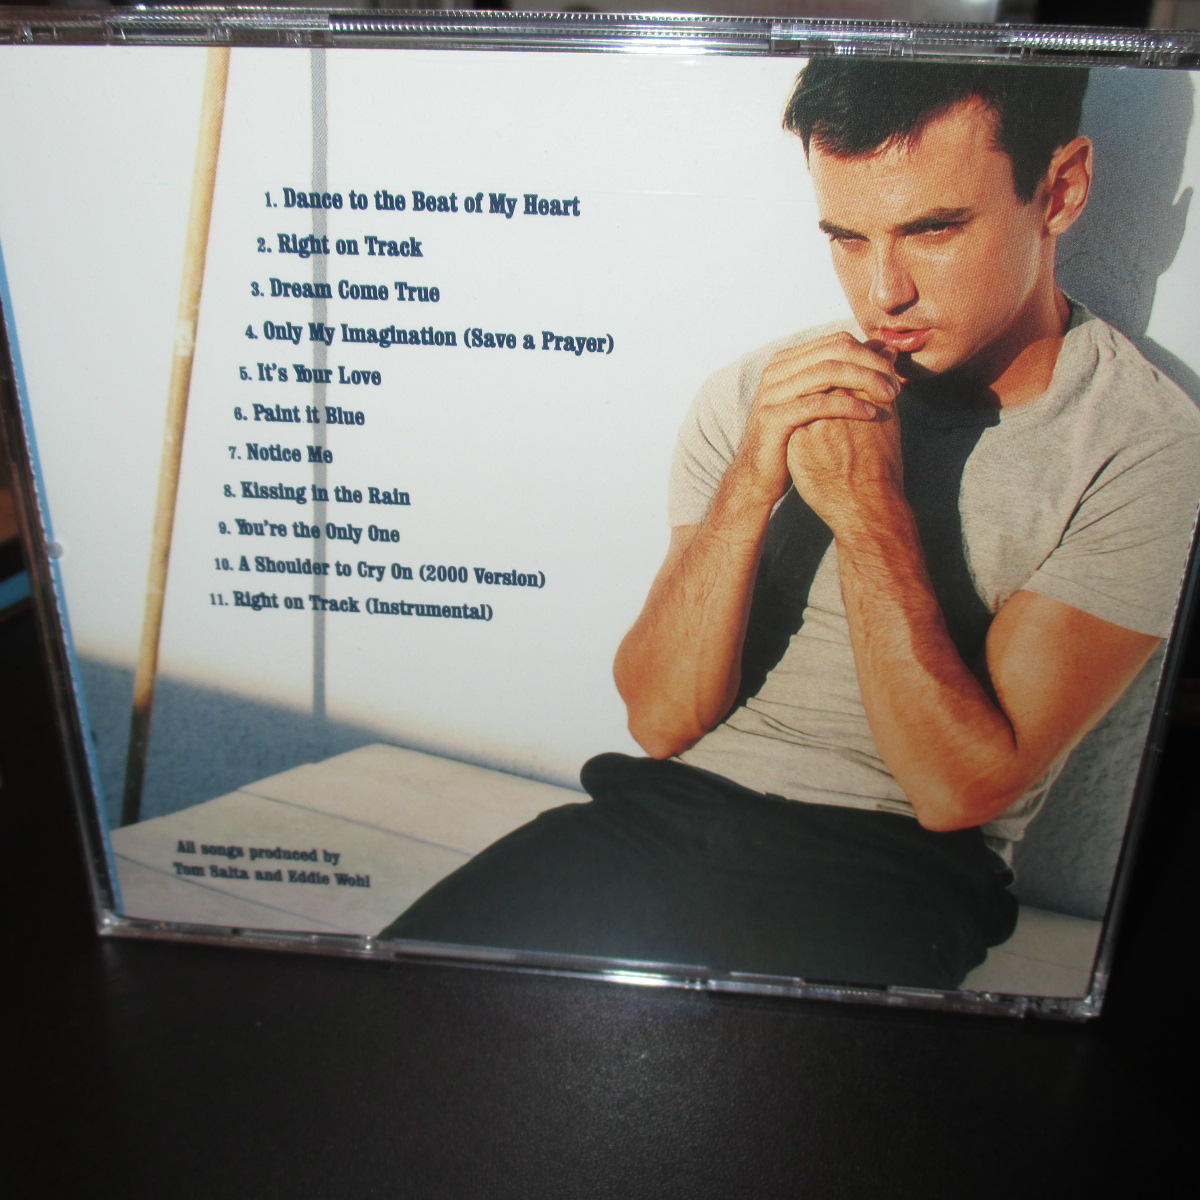 1. Dance to the Beat of My Heart
2. Right on Track
3. Dream Come True
4. Only My Imagination (Save a Prayer)
5. It's Your Love
6. Paint it Blue
7. Notice Me
8. Kissing in the Rain
9. You're the Only One
10. A Shoulder to Cry On (2000 Version)
11. Right on Track (Instrumental)
All songs produced by
Tom Salta and Eddie Wohl